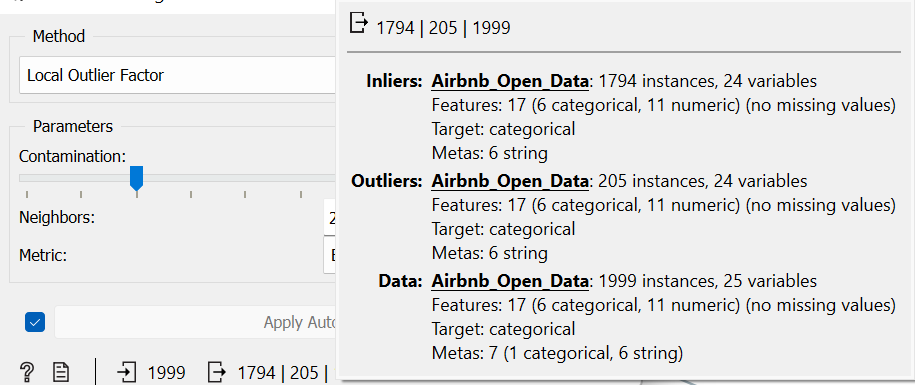 Method
Local Outlier Factor
Parameters
Contamination:
Neighbors:
Metric:
Apply Auto
1999
1794 | 205 |
1794 | 205 | 1999
Inliers: Airbnb_Open_Data: 1794 instances, 24 variables
Features: 17 (6 categorical, 11 numeric) (no missing values)
Target: categorical
Metas: 6 string
Outliers: Airbnb_Open_Data: 205 instances, 24 variables
Features: 17 (6 categorical, 11 numeric) (no missing values)
Target: categorical
Metas: 6 string
Data: Airbnb_Open_Data: 1999 instances, 25 variables
Features: 17 (6 categorical, 11 numeric) (no missing values)
Target: categorical
Metas: 7 (1 categorical, 6 string)